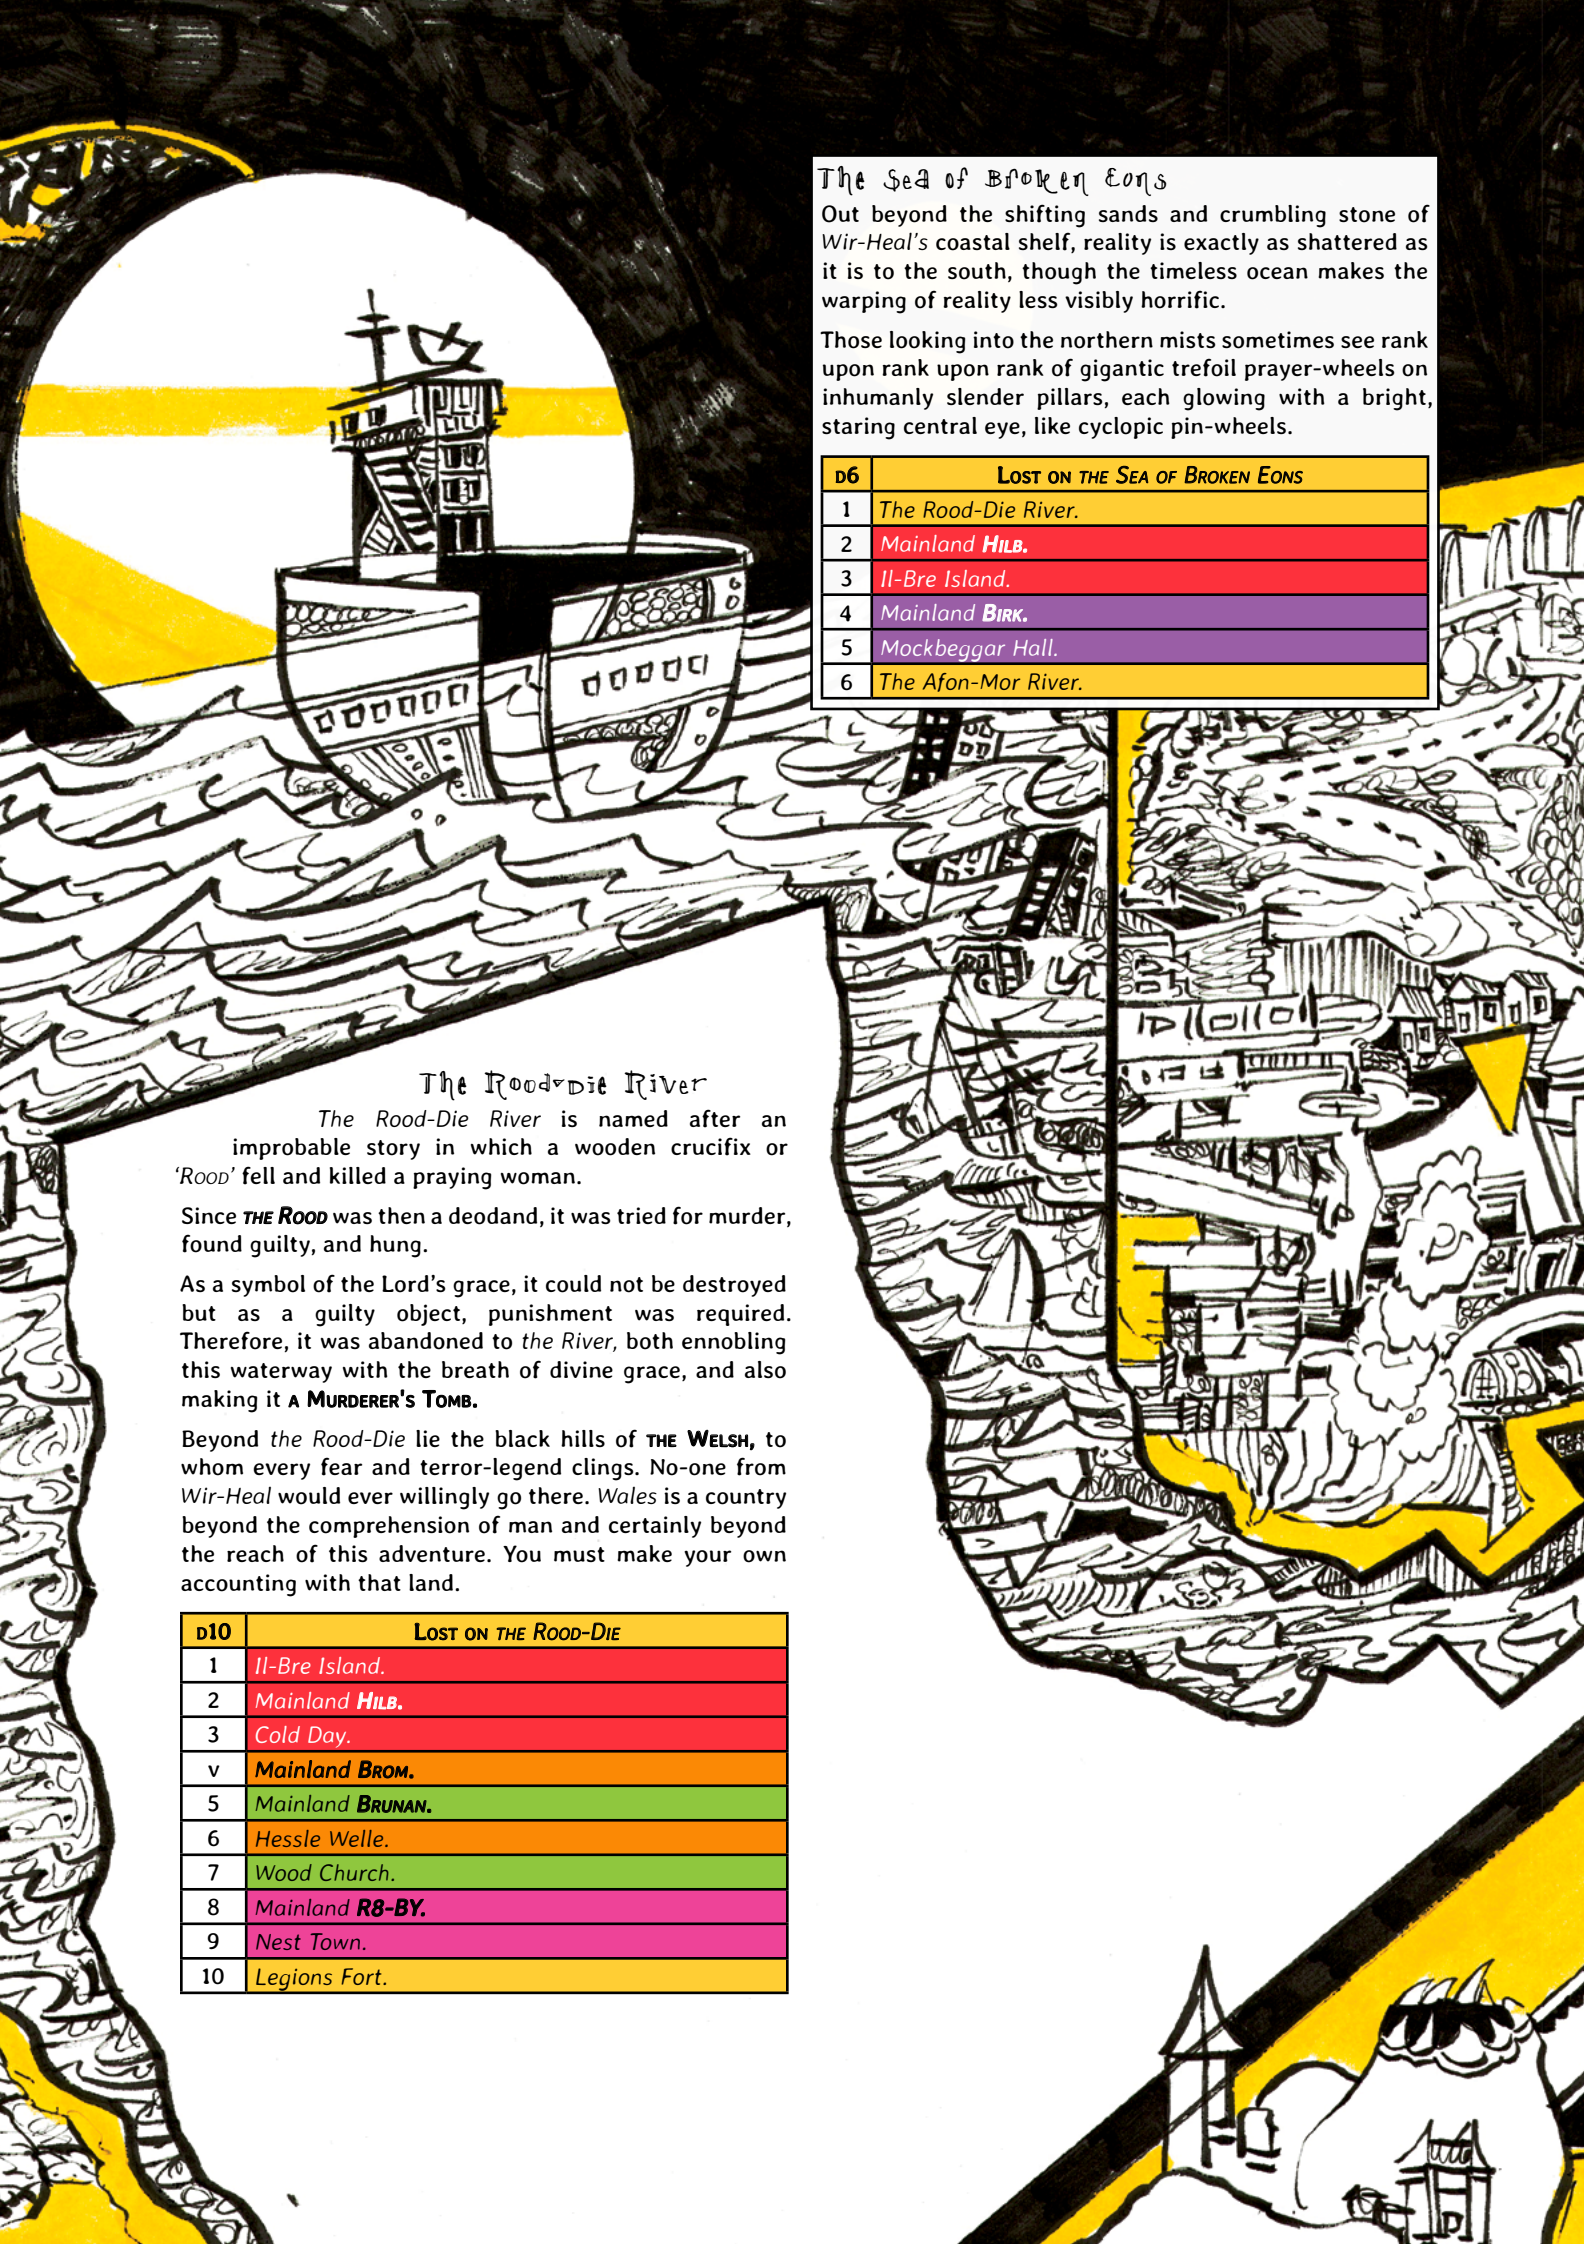 The Sea of Broken Eons
Out beyond the shifting sands and crumbling stone of
Wir-Heal's coastal shelf, reality is exactly as shattered as
it is to the south, though the timeless ocean makes the
warping of reality less visibly horrific.
Those looking into the northern mists sometimes see rank
upon rank upon rank of gigantic trefoil prayer-wheels on
inhumanly slender pillars, each glowing with a bright,
staring central eye, like cyclopic pin-wheels.
D6 Lost on the Sea of Broken Eons
1 The Rood-Die River.
2 Mainland Hilb.
3 Il-Bre Island.
4 Mainland Birk.
5 Mockbeggar Hall.
6 The Afon-Mor River.
The Rood-Die River
The Rood-Die River is named after an
improbable story in which a wooden crucifix or
‘Rood’ fell and killed a praying woman.
Since the Rood was then a deodand, it was tried for murder,
found guilty, and hung.
As a symbol of the Lord's grace, it could not be destroyed
but as a guilty object, punishment was required.
Therefore, it was abandoned to the River, both ennobling
this waterway with the breath of divine grace, and also
making it a Murderer's Tomb.
Beyond the Rood-Die lie the black hills of the Welsh, to
whom every fear and terror-legend clings. No-one from
Wir-Heal would ever willingly go there. Wales is a country
beyond the comprehension of man and certainly beyond
the reach of this adventure. You must make your own
accounting with that land.
D10 Lost on the Rood-Die
1 Il-Bre Island.
2 Mainland Hilb.
3 Cold Day.
v Mainland Brom.
5 Mainland Brunan.
6 Hessle Welle.
7 Wood Church.
8 Mainland R8-BY.
9 Nest Town.
10 Legions Fort.